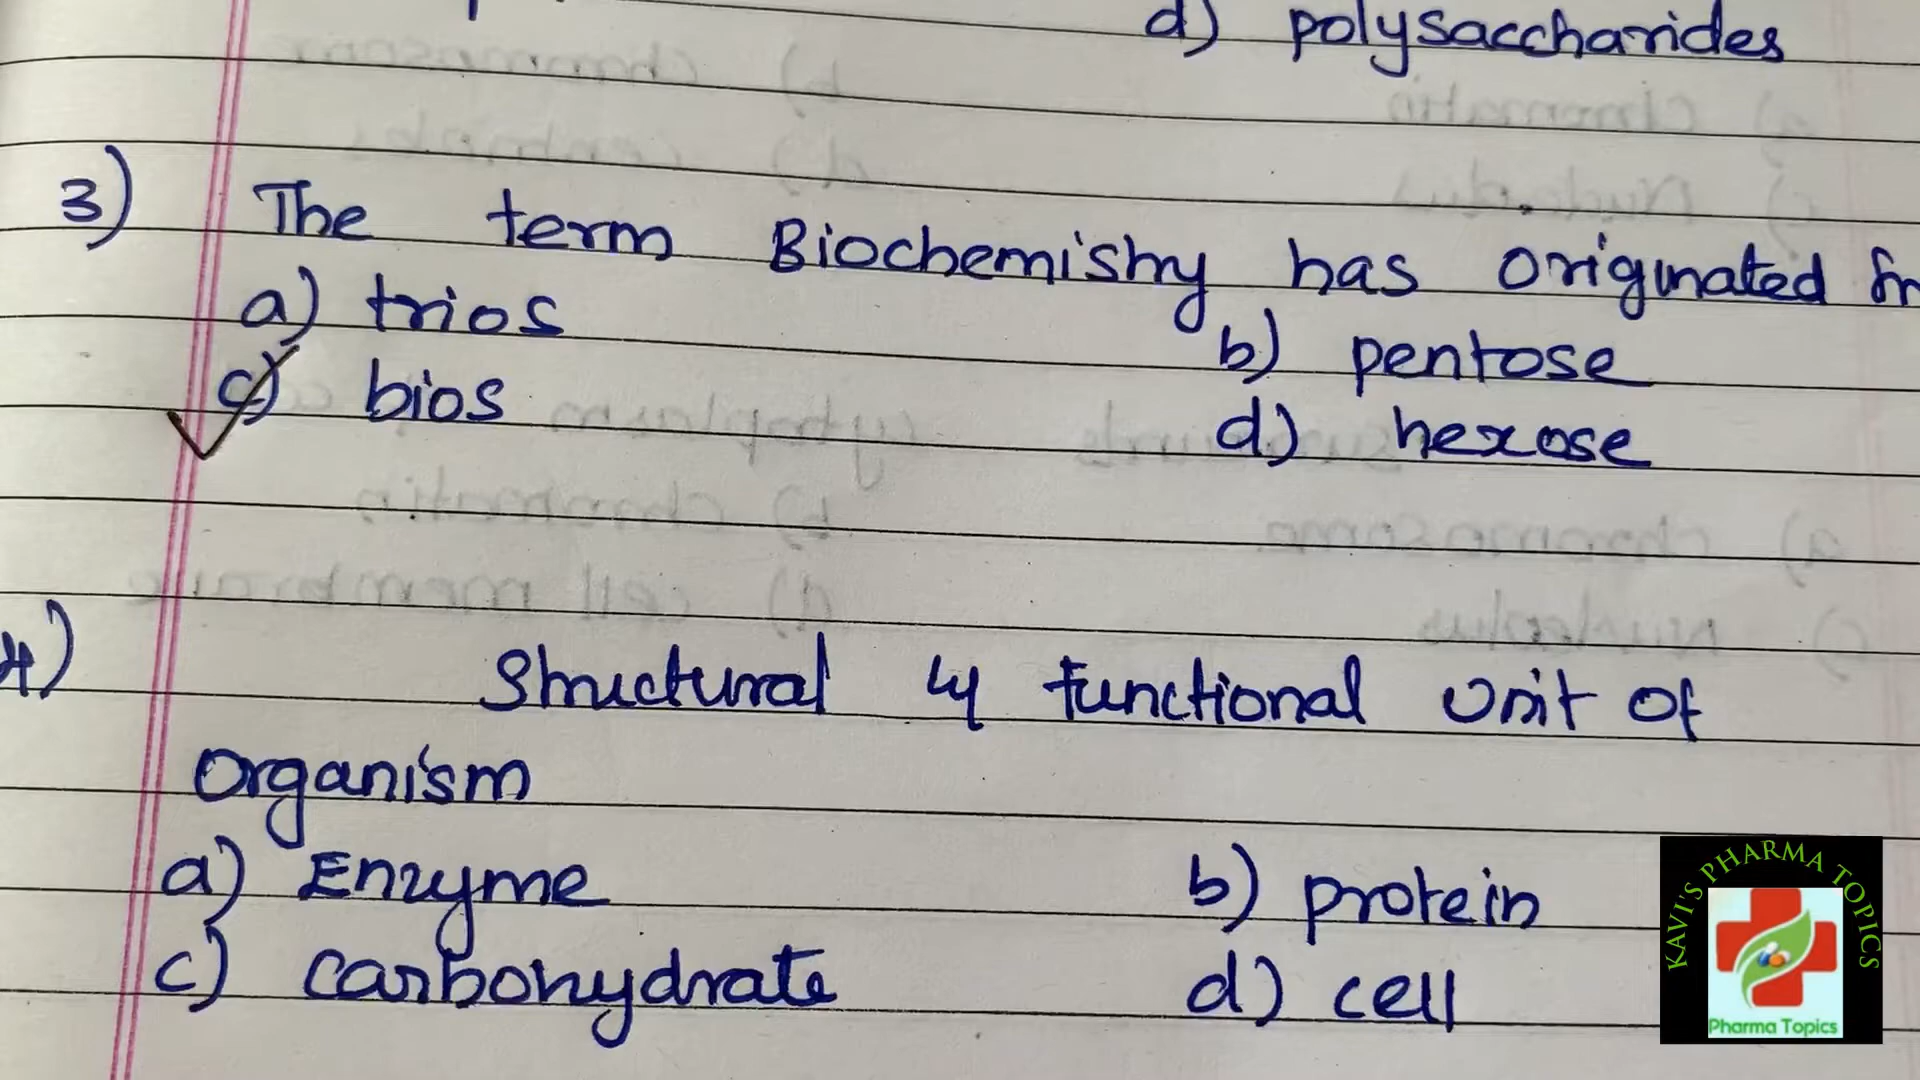 d) polysaccharides
3) The term Biochemistry has originated
a) trios
b) pentose
c) bios
d) hexose
4) Structural & functional unit of
organism
a) Enzyme
b) protein
c) carbohydrate
d) cell
KAVI'S PHARMA TOPICS
Pharma Topics